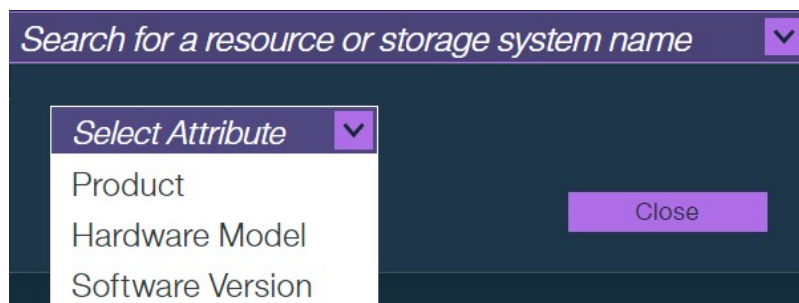 Search for a resource or storage system name
Select Attribute
Product
Close
Hardware Model
Software Version